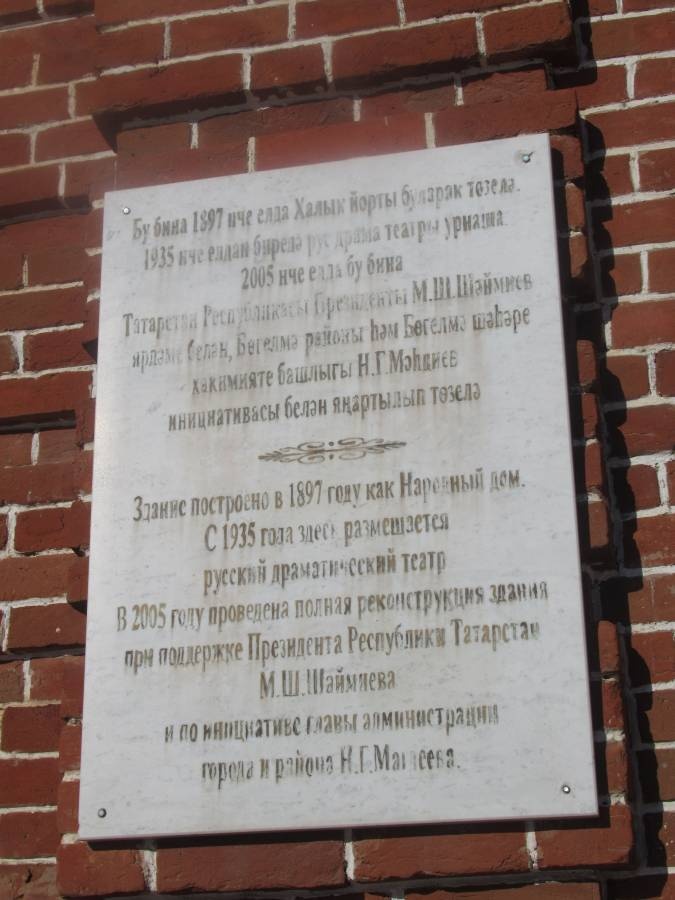 Бу бина 1897 нче елда Халык йорты буларак төзелә.
1935 нче елдан бирелә рус драма театры урнаша.
2005 нче елда бу бина
Татарстан Республикасы Президенты М.Ш.Шәймиев
ярдәме белән, Бөгелмә районы һәм Бөгелмә шәһәре
хакимияте башлыгы Н.Г.Мәһдиев
инициативасы белән яңартылып төзелә
Здание построено в 1897 году как Народный дом.
С 1935 года здесь размещается
русский драматический театр
В 2005 году проведена полная реконструкция здания
при поддержке Президента Республики Татарстан
М.Ш.Шаймиева
и по инициативе главы администрации
города и района Н.Г.Магдеева.